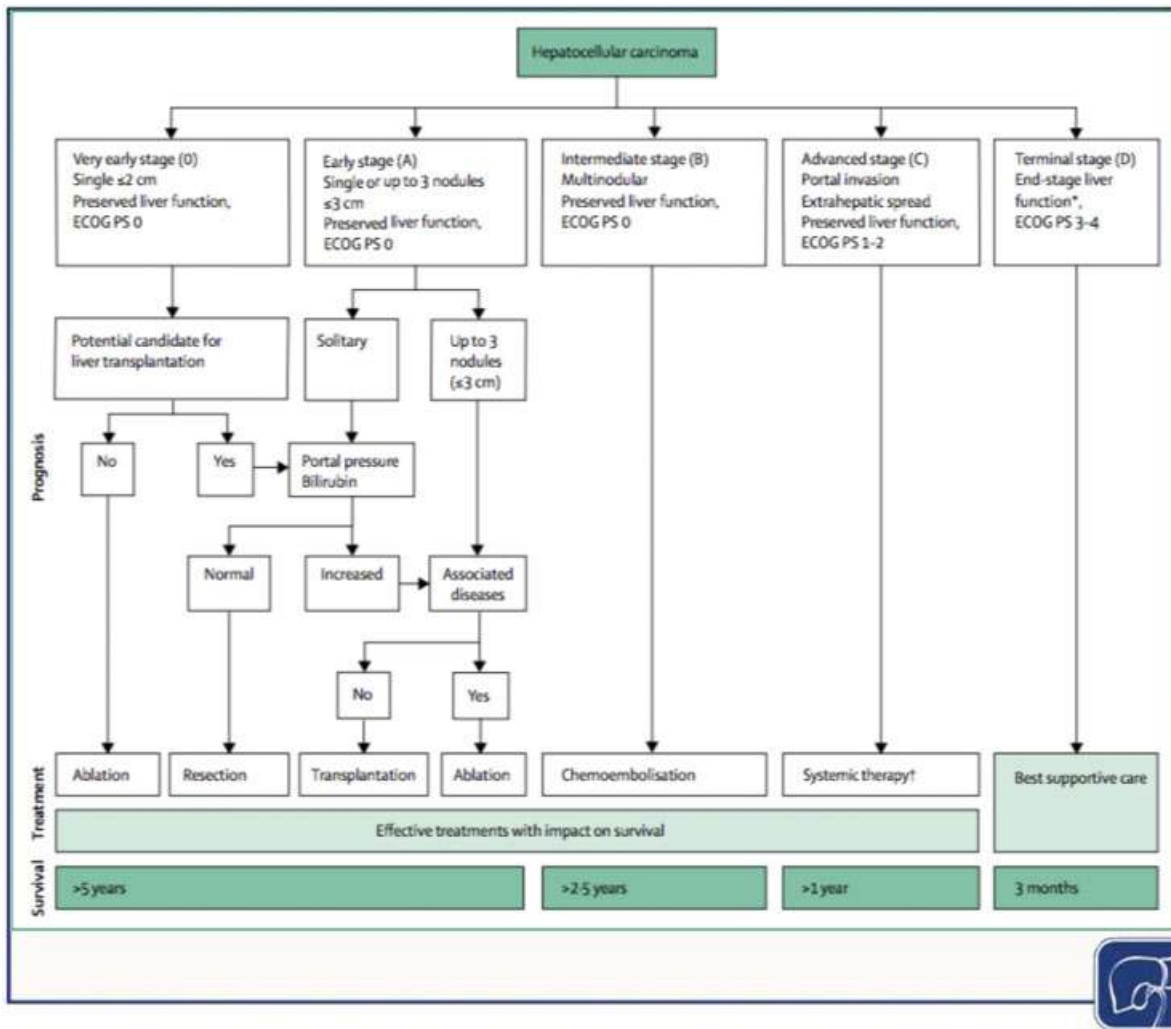 Hepatocellular carcinoma
Very early stage (0)
Single ≤2 cm
Preserved liver function,
ECOG PS 0
Early stage (A)
Single or up to 3 nodules
≤3 cm
Preserved liver function,
ECOG PS 0
Intermediate stage (B)
Multinodular
Preserved liver function,
ECOG PS 0
Advanced stage (C)
Portal invasion
Extrahepatic spread
Preserved liver function,
ECOG PS 1-2
Terminal stage (D)
End-stage liver
function*,
ECOG PS 3-4
Potential candidate for
liver transplantation
Solitary
Up to 3
nodules
(≤3 cm)
Prognosis
No
Yes
Portal pressure
Bilirubin
Normal
Increased
Associated
diseases
No
Yes
Treatment
Ablation
Resection
Transplantation
Ablation
Chemoembolisation
Systemic therapy†
Best supportive care
Effective treatments with impact on survival
Survival
>5 years
>2·5 years
>1 year
3 months